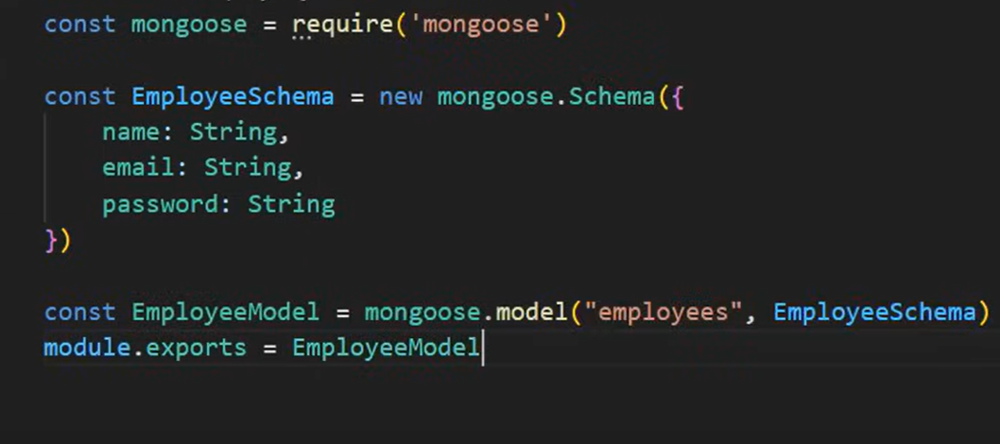 const mongoose = require('mongoose')
const EmployeeSchema = new mongoose.Schema({
    name: String,
    email: String,
    password: String
})
const EmployeeModel = mongoose.model("employees", EmployeeSchema)
module.exports = EmployeeModel